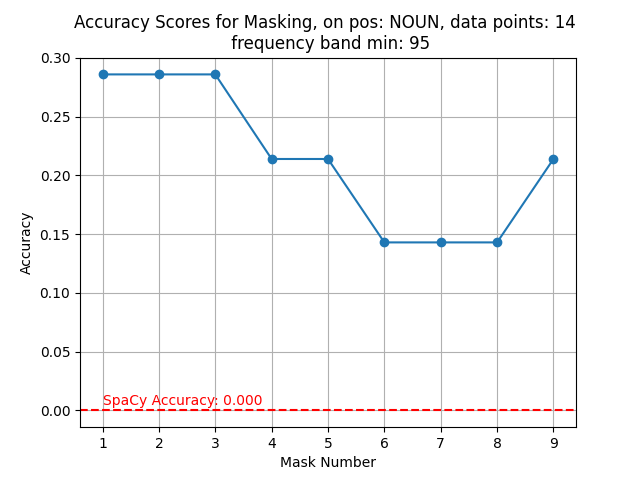 Accuracy Scores for Masking, on pos: NOUN, data points: 14
frequency band min: 95
0.30
0.25
0.20
0.15
0.10
0.05
0.00
Accuracy
SpaCy Accuracy: 0.000
1 2 3 4 5 6 7 8 9
Mask Number